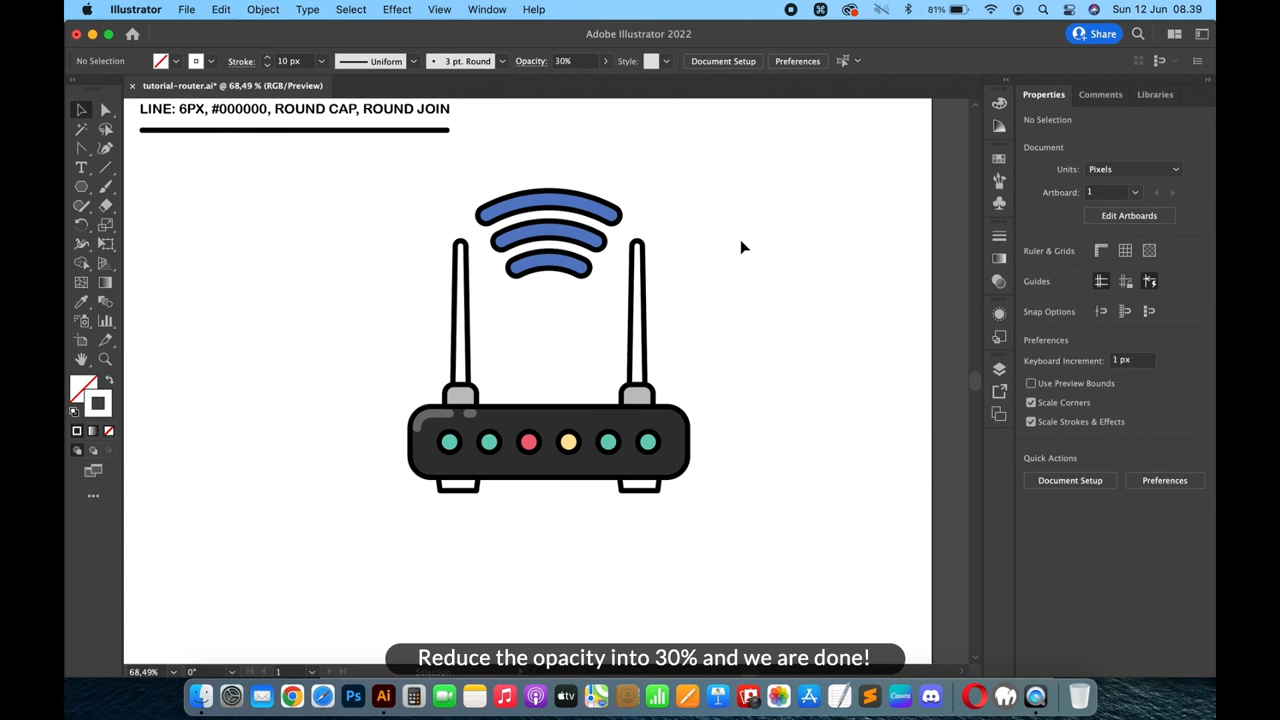 Illustrator File Edit Object Type Select Effect View Window Help 81% Sun 12 Jun 08.39
Adobe Illustrator 2022 Share
No Selection Stroke: 10 px Uniform 3 pt. Round Opacity: 30% Style: Document Setup Preferences
× tutorial-router.ai* @ 68,49 % (RGB/Preview)
LINE: 6PX, #000000, ROUND CAP, ROUND JOIN
Properties Comments Libraries
No Selection
Document
Units: Pixels
Artboard: 1
Edit Artboards
Ruler & Grids
Guides
Snap Options
Preferences
Keyboard Increment: 1 px
Use Preview Bounds
Scale Corners
Scale Strokes & Effects
Quick Actions
Document Setup Preferences
Reduce the opacity into 30% and we are done!
68,49% 0° 1 Selection
Ps Ai tv Canva